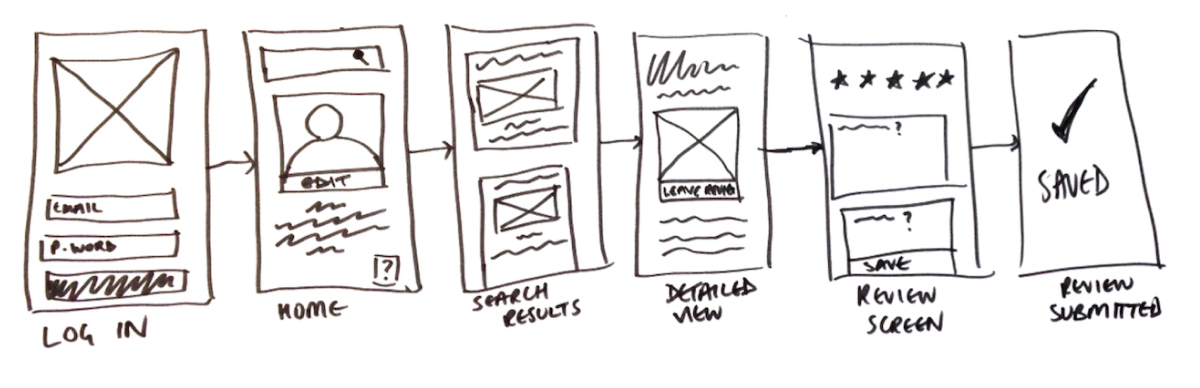 EMAIL
P.WORD
LOG IN
EDIT
?
HOME
SEARCH
RESULTS
LEAVE REVIEW
DETAILED
VIEW
?
?
SAVE
REVIEW
SCREEN
SAVED
REVIEW
SUBMITTED